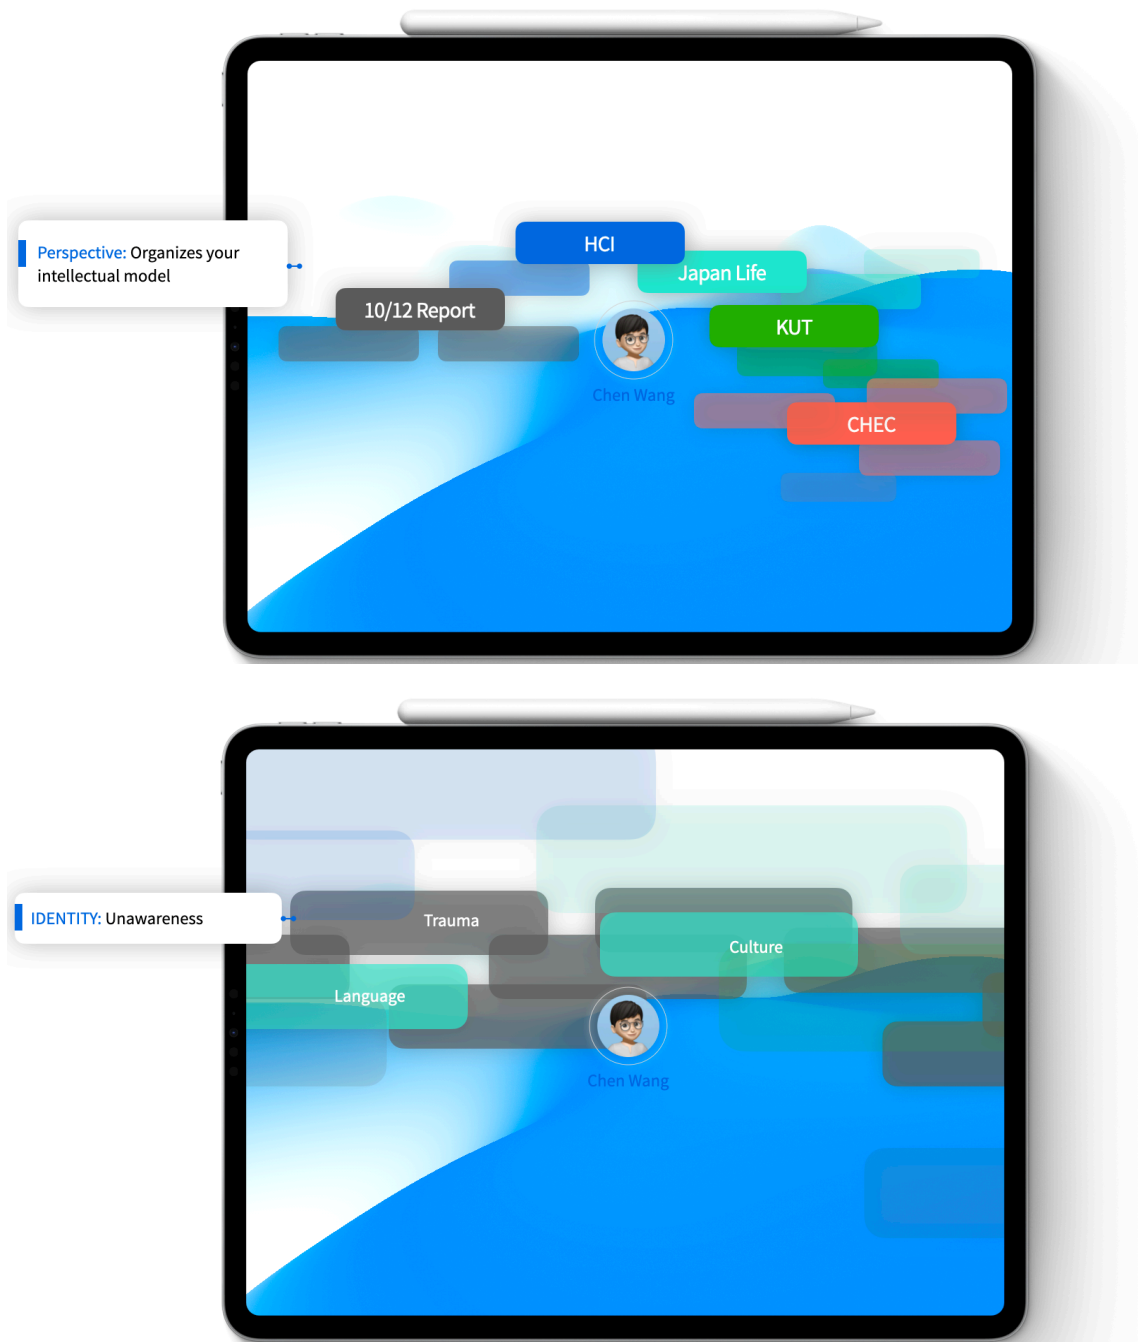 HCI
Japan Life
Perspective: Organizes your
intellectual model
10/12 Report
KUT
Chen Wang
CHEC
IDENTITY: Unawareness
Trauma
Culture
Language
Chen Wang